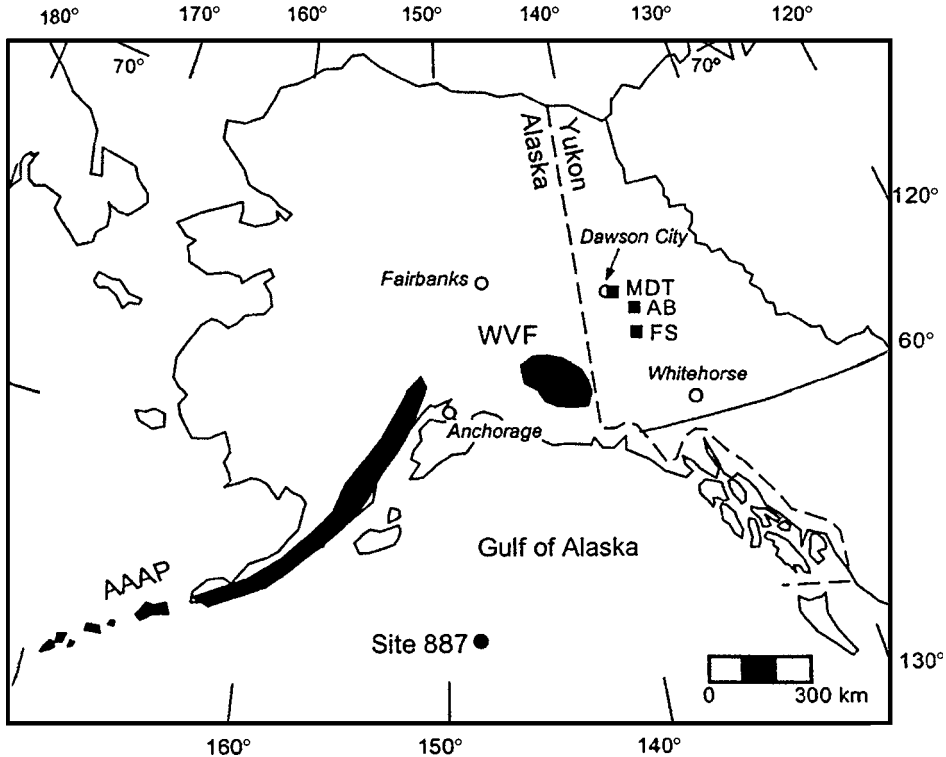 180° 170° 160° 150° 140° 130° 120°
70° 70°
Alaska
Yukon
120°
Dawson City
Fairbanks
MDT
AB
FS
WVF
60°
Whitehorse
Anchorage
Gulf of Alaska
AAAP
Site 887
130°
0 300 km
160° 150° 140°